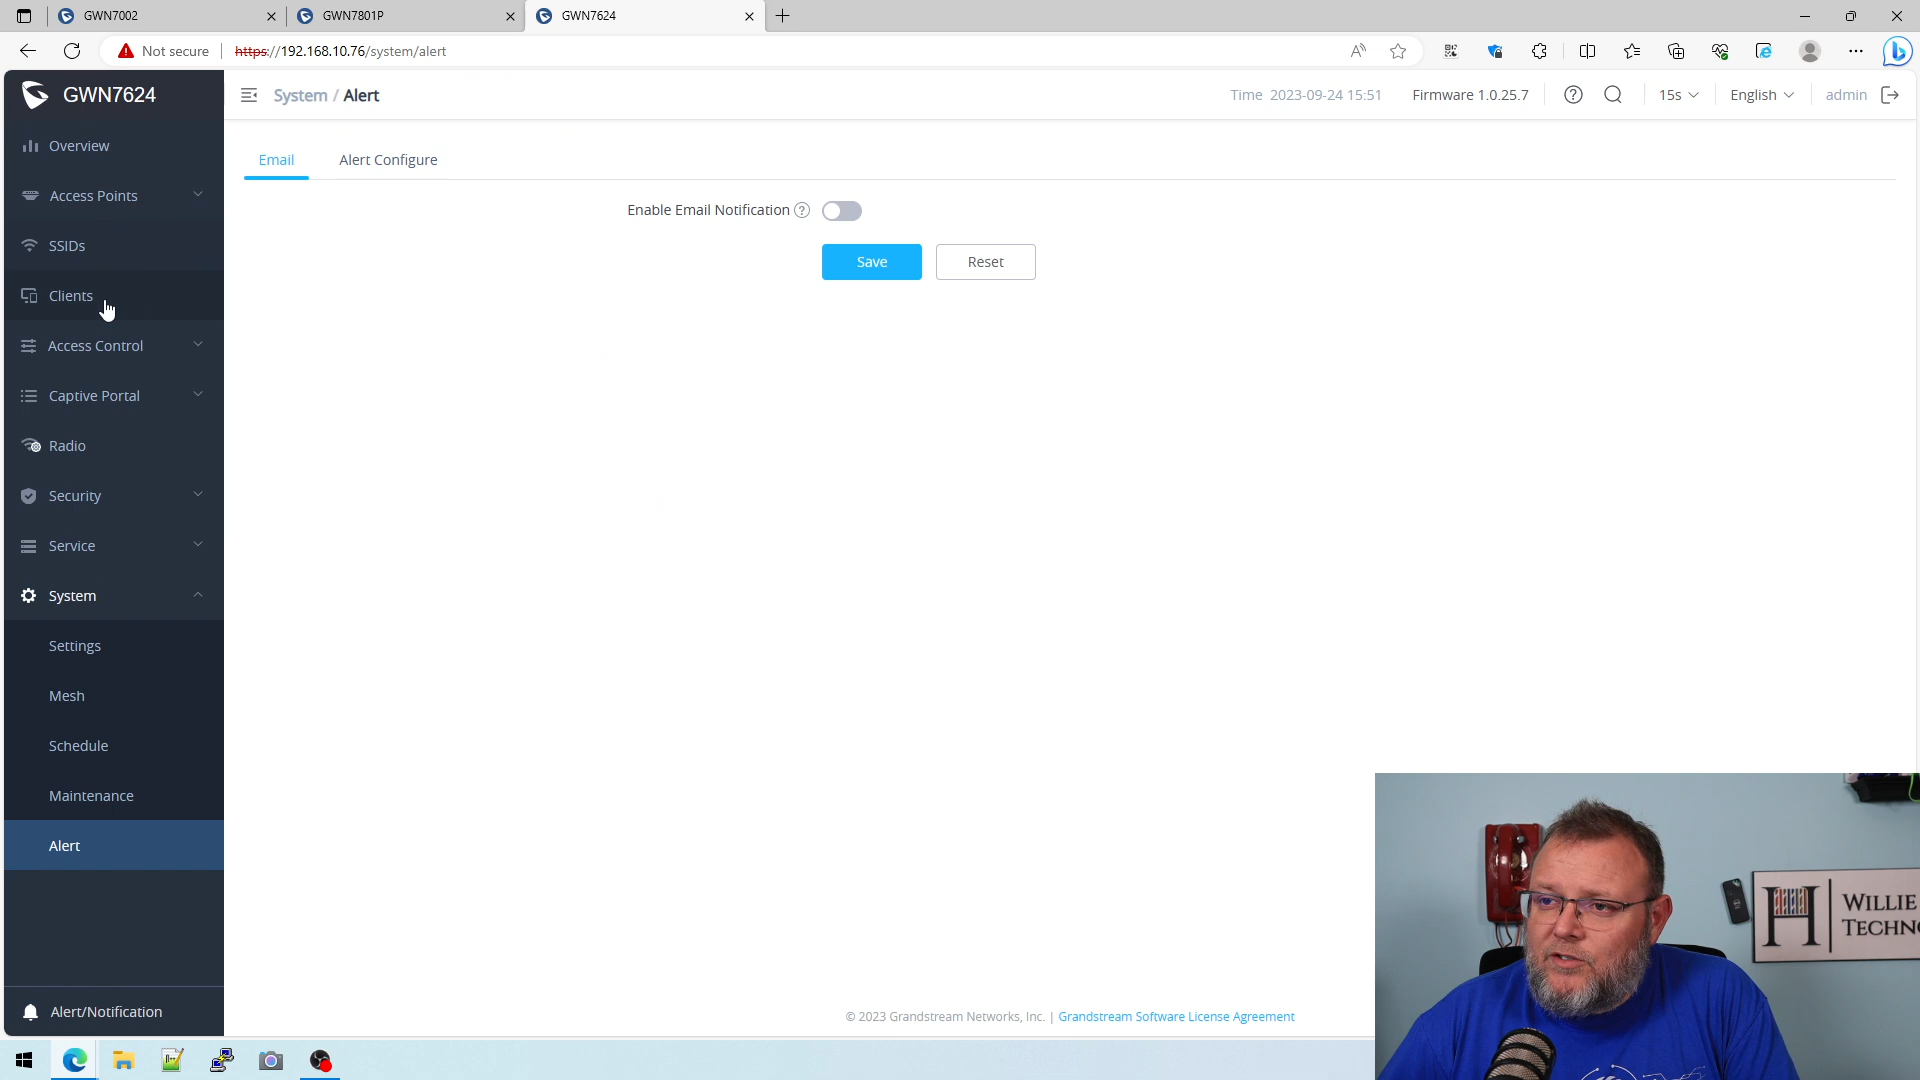 GWN7002
GWN7801P
GWN7624
Not secure
https://192.168.10.76/system/alert
GWN7624
System / Alert
Time 2023-09-24 15:51
Firmware 1.0.25.7
15s
English
admin
Overview
Access Points
SSIDs
Clients
Access Control
Captive Portal
Radio
Security
Service
System
Settings
Mesh
Schedule
Maintenance
Alert
Alert/Notification
Email
Alert Configure
Enable Email Notification
Save
Reset
© 2023 Grandstream Networks, Inc. | Grandstream Software License Agreement
H WILLIE
TECHNO